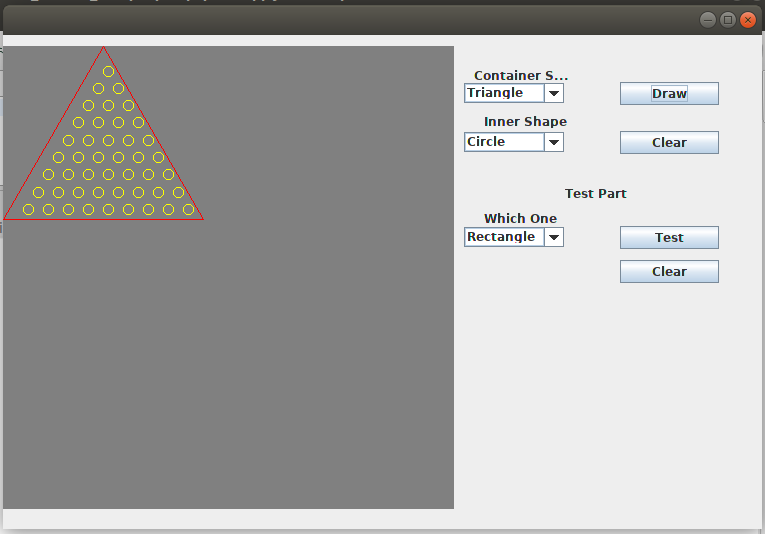 Container S...
Triangle
Draw
Inner Shape
Circle
Clear
Test Part
Which One
Rectangle
Test
Clear